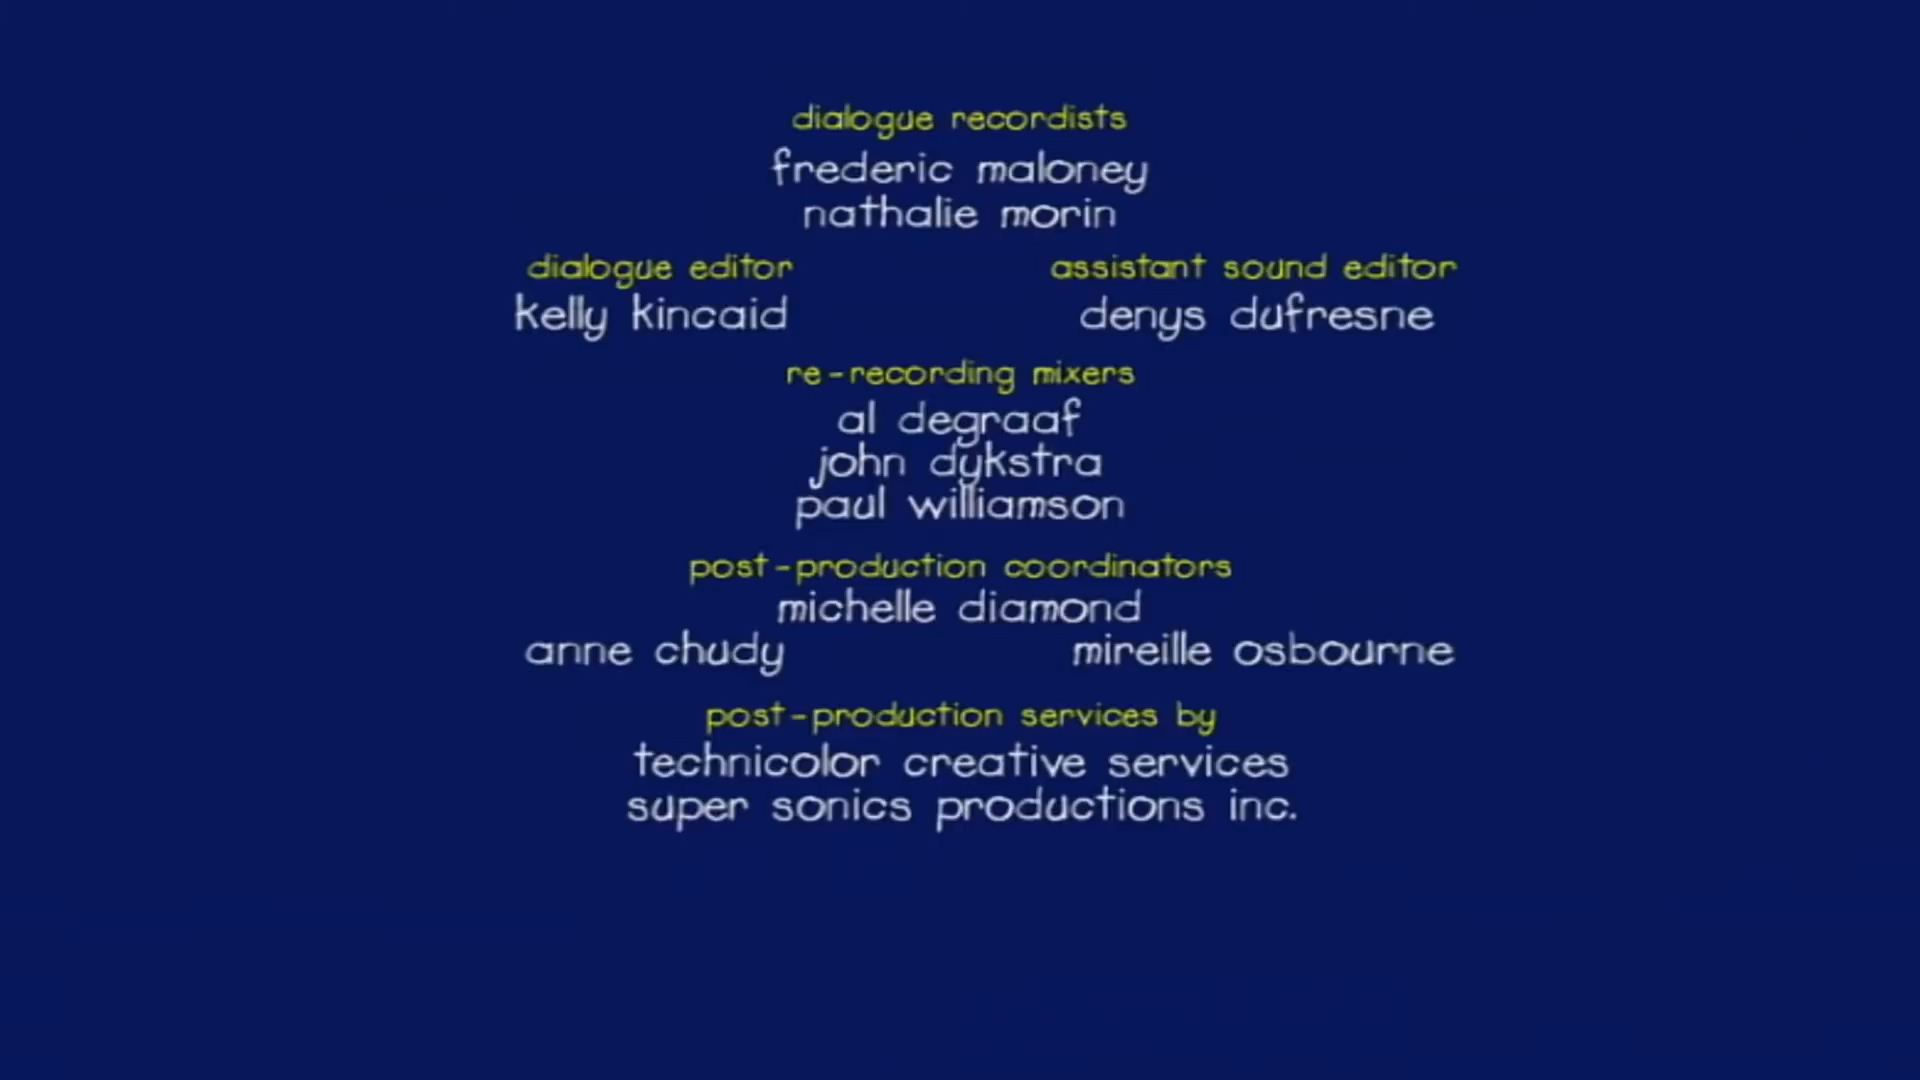 dialogue recordists
frederic maloney
nathalie morin
dialogue editor
kelly kincaid
assistant sound editor
denys dufresne
re-recording mixers
al degraaf
john dykstra
paul williamson
post-production coordinators
michelle diamond
anne chudy
mireille osbourne
post-production services by
technicolor creative services
super sonics productions inc.